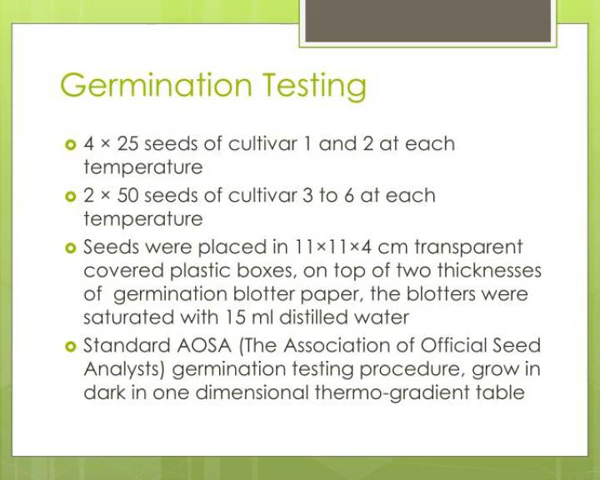 Germination Testing
4 × 25 seeds of cultivar 1 and 2 at each
temperature
2 × 50 seeds of cultivar 3 to 6 at each
temperature
Seeds were placed in 11×11×4 cm transparent
covered plastic boxes, on top of two thicknesses
of  germination blotter paper, the blotters were
saturated with 15 ml distilled water
Standard AOSA (The Association of Official Seed
Analysts) germination testing procedure, grow in
dark in one dimensional thermo-gradient table